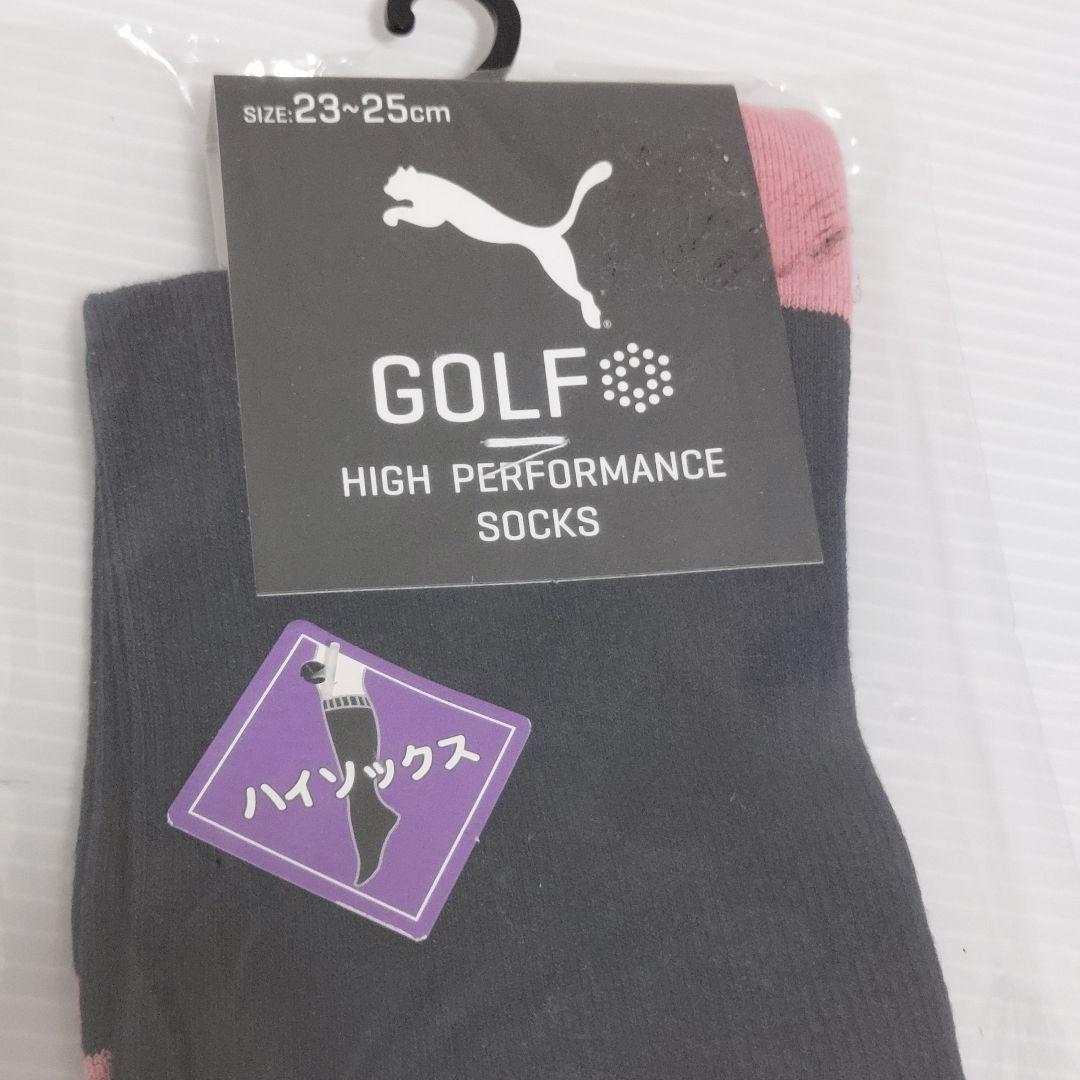 SIZE:23~25cm
GOLF
HIGH PERFORMANCE
SOCKS
ハイソックス